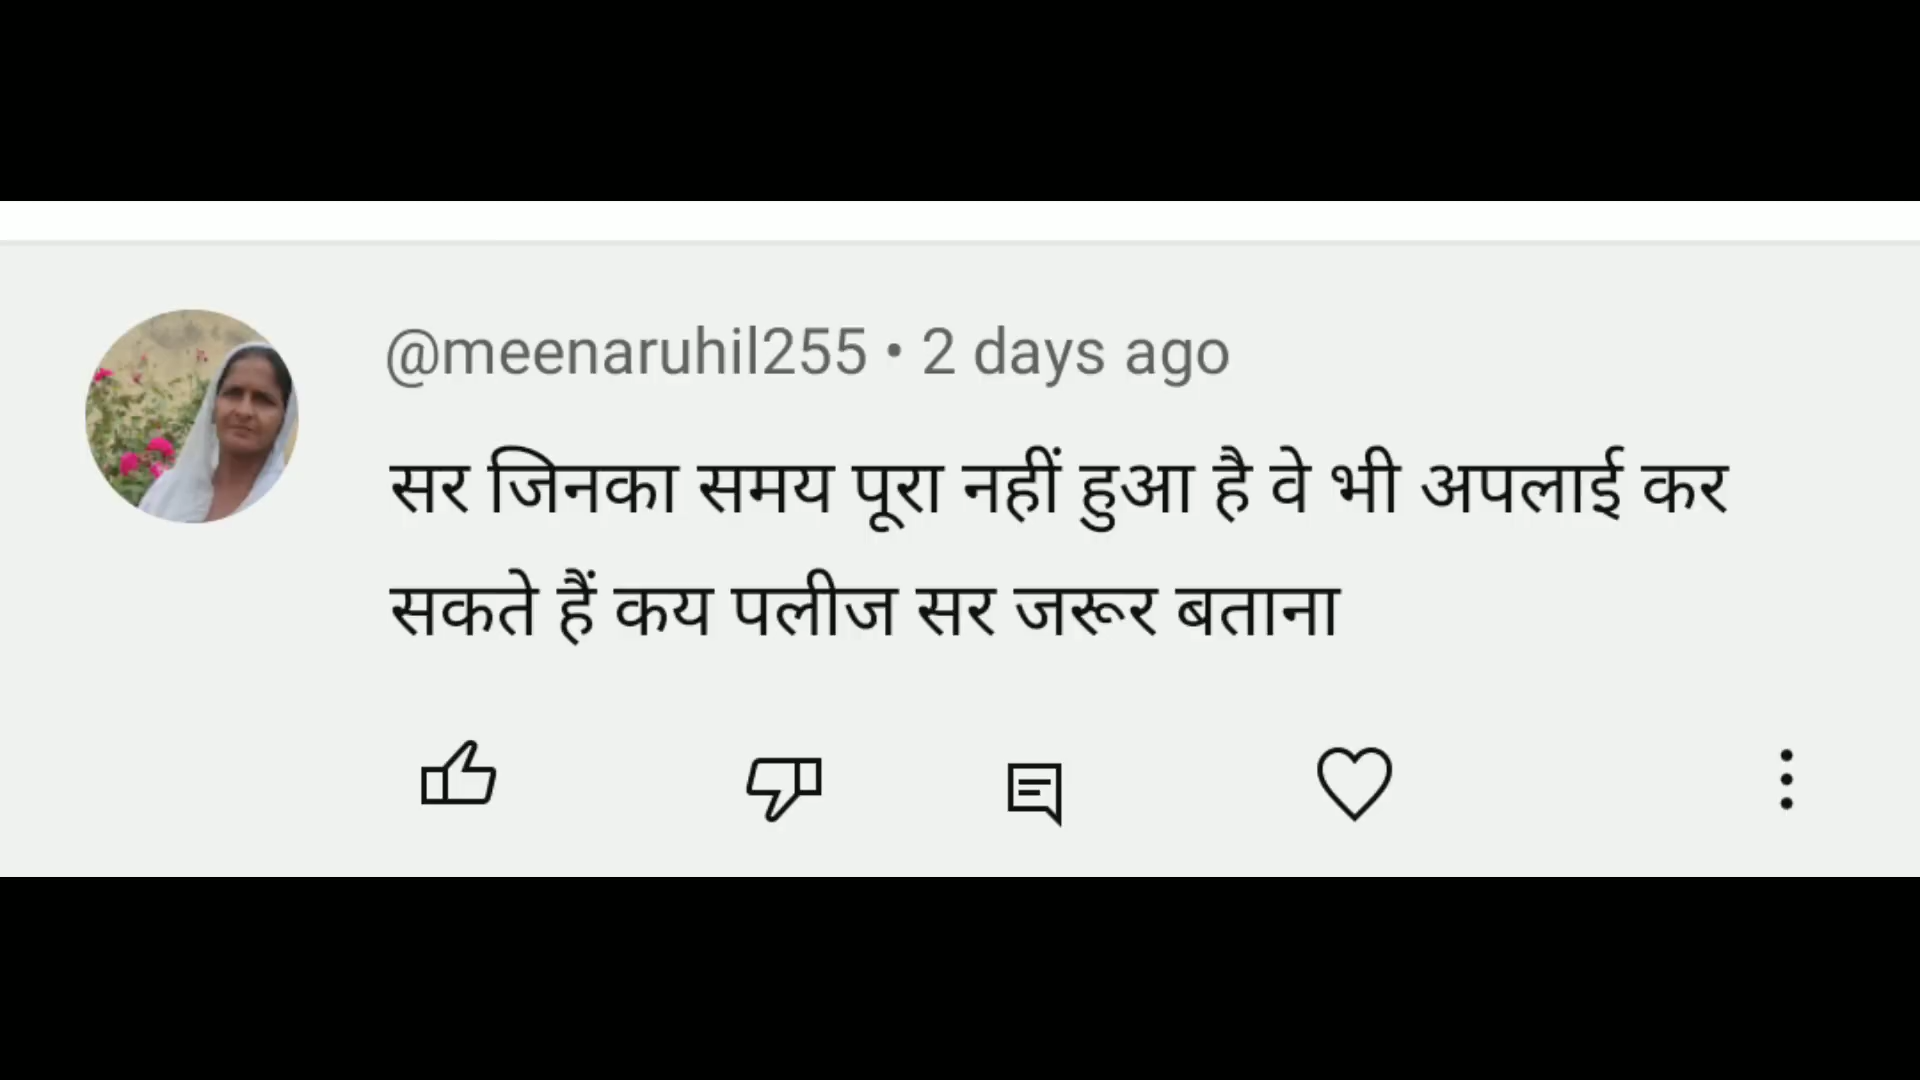 @meenaruhil255 • 2 days ago
सर जिनका समय पूरा नहीं हुआ है वे भी अपलाई कर
सकते हैं कय पलीज सर जरूर बताना